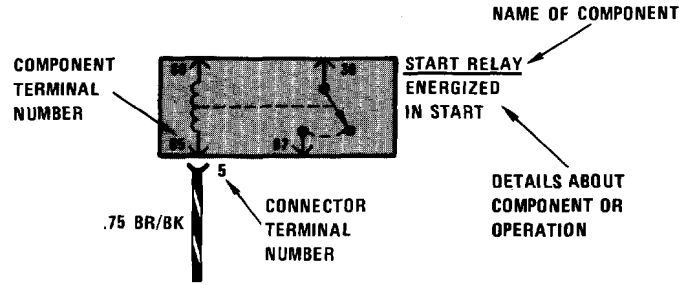 NAME OF COMPONENT
COMPONENT
TERMINAL
NUMBER
START RELAY
ENERGIZED
IN START
30
85
87
5
.75 BR/BK
CONNECTOR
TERMINAL
NUMBER
DETAILS ABOUT
COMPONENT OR
OPERATION